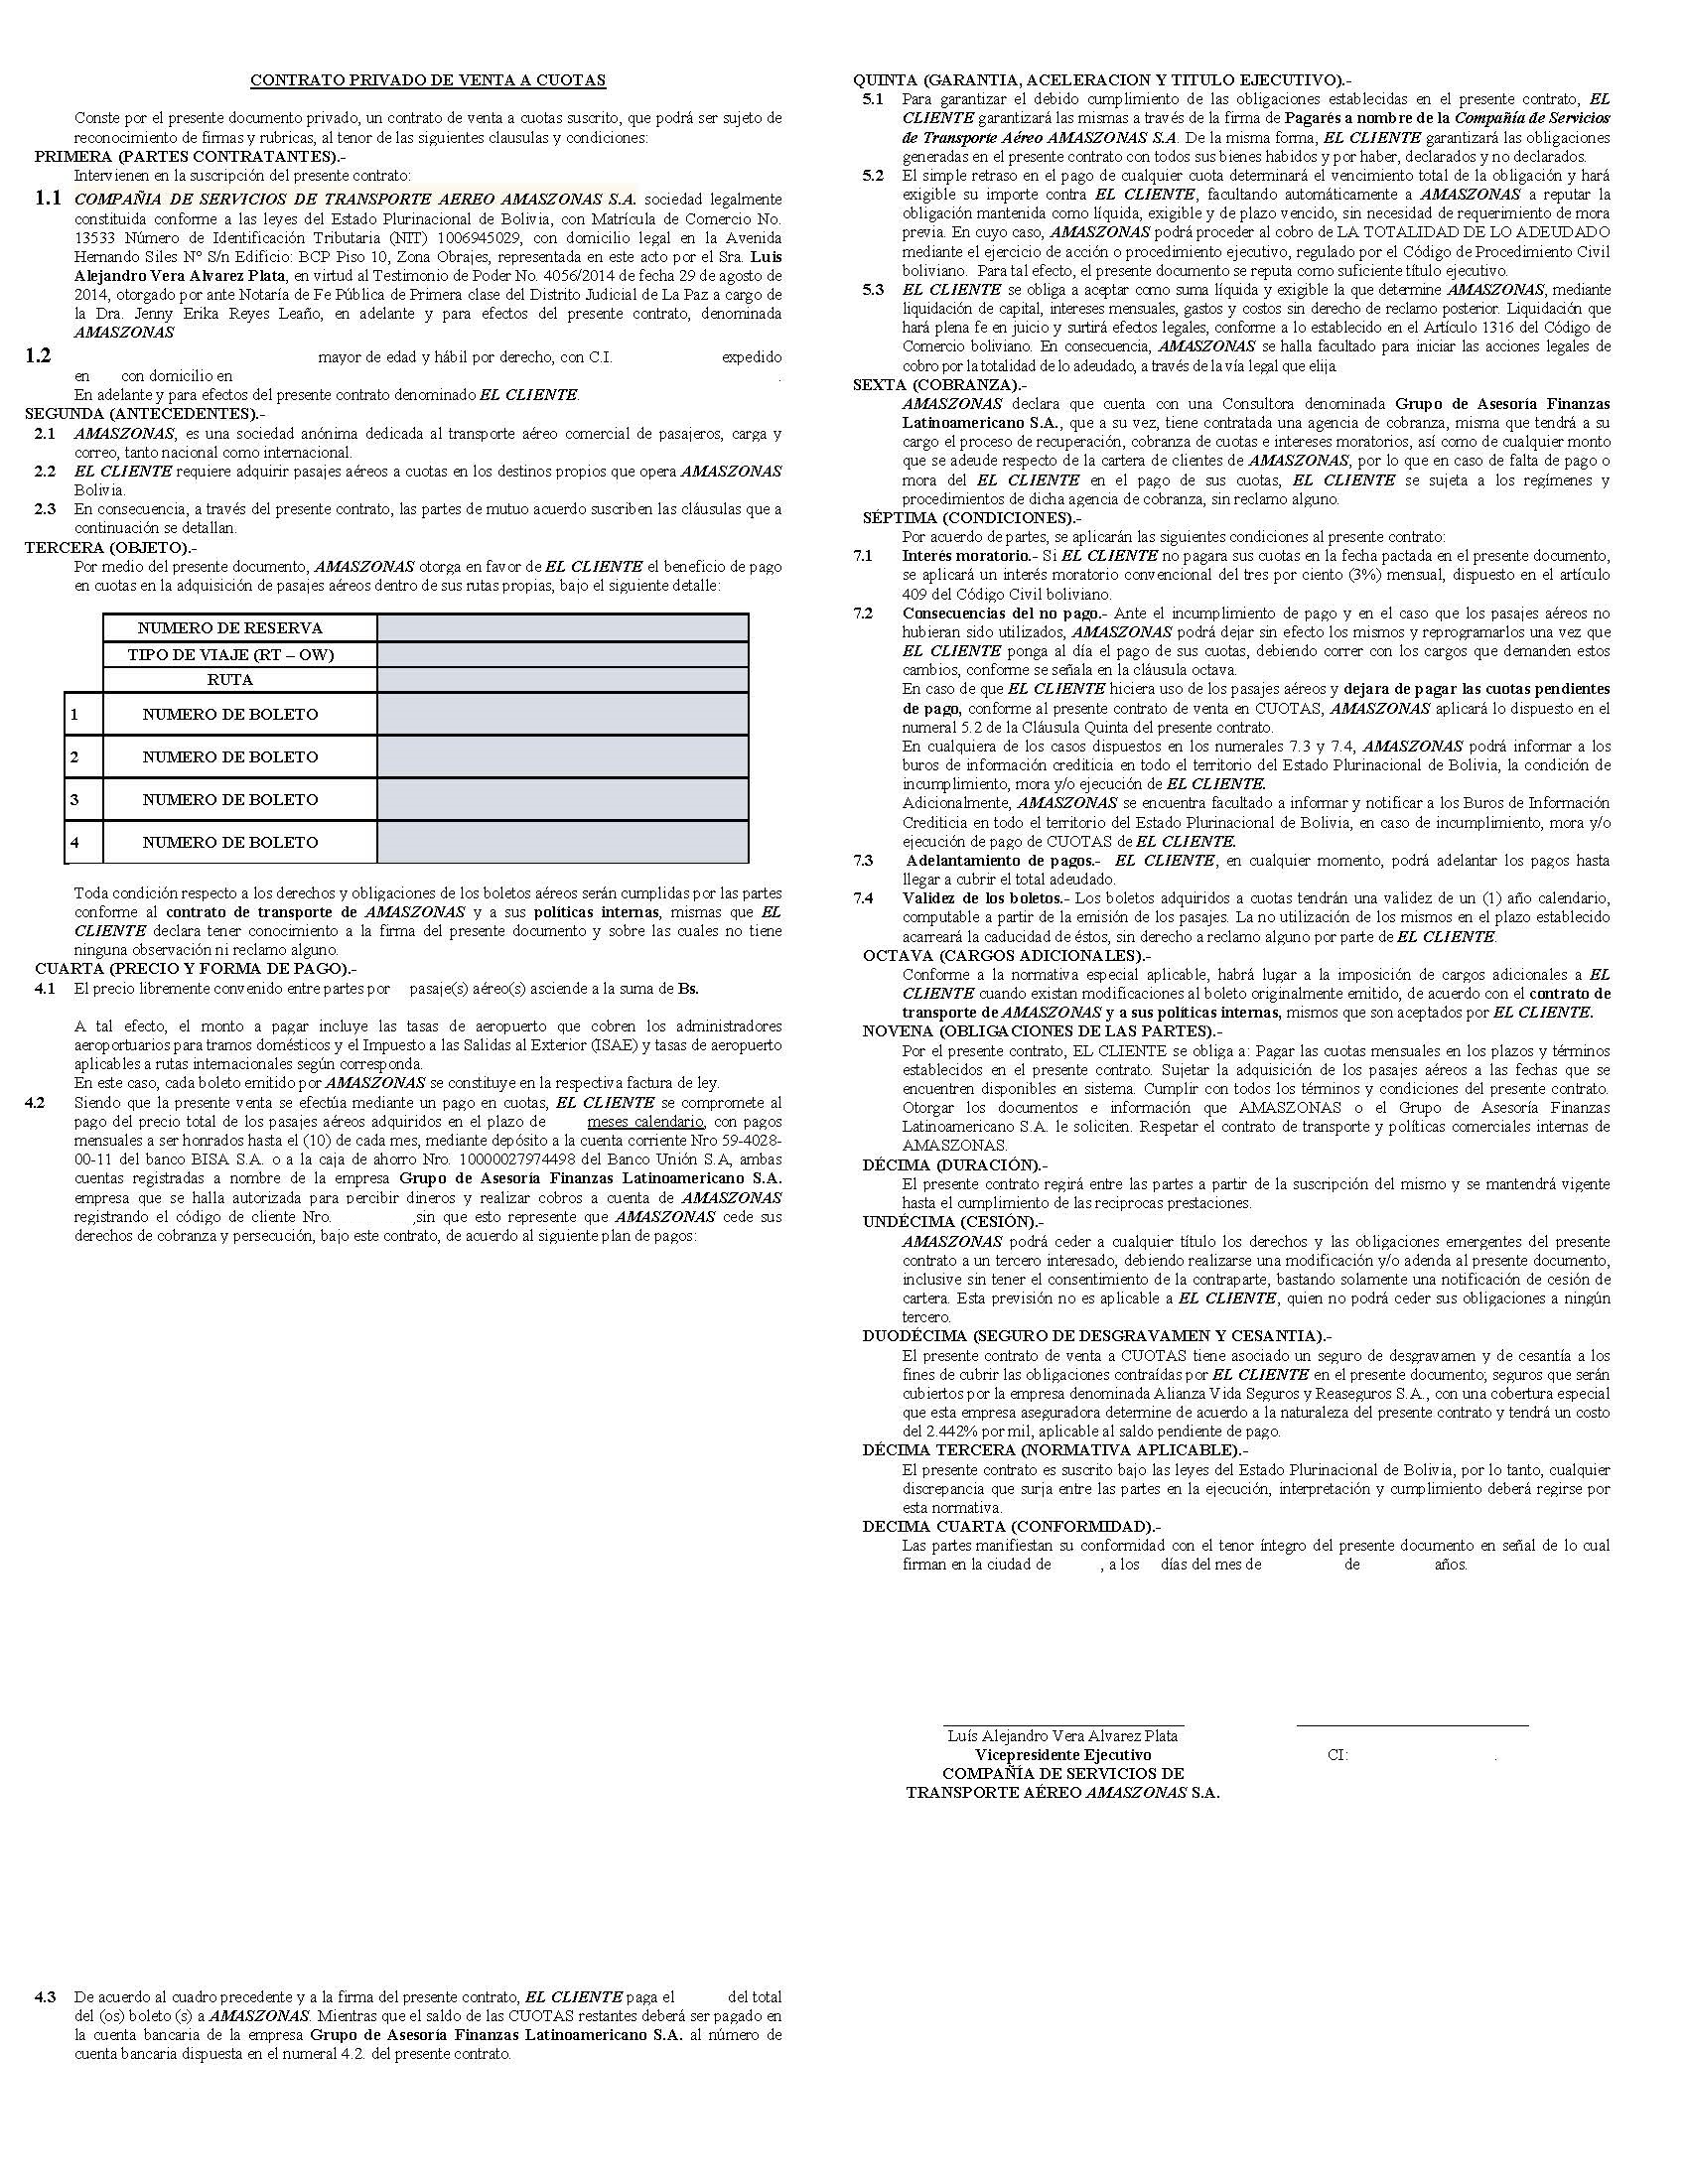 CONTRATO PRIVADO DE VENTA A CUOTAS
Conste por el presente documento privado, un contrato de venta a cuotas suscrito, que podrá ser sujeto de
reconocimiento de firmas y rubricas, al tenor de las siguientes clausulas y condiciones:
PRIMERA (PARTES CONTRATANTES).-
Intervienen en la suscripción del presente contrato:
1.1 COMPAÑIA DE SERVICIOS DE TRANSPORTE AEREO AMASZONAS S.A. sociedad legalmente
constituida conforme a las leyes del Estado Plurinacional de Bolivia, con Matrícula de Comercio No.
13533 Número de Identificación Tributaria (NIT) 1006945029, con domicilio legal en la Avenida
Hernando Siles Nº S/n Edificio: BCP Piso 10, Zona Obrajes, representada en este acto por el Sra. Luis
Alejandro Vera Alvarez Plata, en virtud al Testimonio de Poder No. 4056/2014 de fecha 29 de agosto de
2014, otorgado por ante Notaría de Fe Pública de Primera clase del Distrito Judicial de La Paz a cargo de
la Dra. Jenny Erika Reyes Leaño, en adelante y para efectos del presente contrato, denominada
AMASZONAS
1.2 mayor de edad y hábil por derecho, con C.I. expedido
en con domicilio en .
En adelante y para efectos del presente contrato denominado EL CLIENTE.
SEGUNDA (ANTECEDENTES).-
2.1 AMASZONAS, es una sociedad anónima dedicada al transporte aéreo comercial de pasajeros, carga y
correo, tanto nacional como internacional.
2.2 EL CLIENTE requiere adquirir pasajes aéreos a cuotas en los destinos propios que opera AMASZONAS
Bolivia.
2.3 En consecuencia, a través del presente contrato, las partes de mutuo acuerdo suscriben las cláusulas que a
continuación se detallan.
TERCERA (OBJETO).-
Por medio del presente documento, AMASZONAS otorga en favor de EL CLIENTE el beneficio de pago
en cuotas en la adquisición de pasajes aéreos dentro de sus rutas propias, bajo el siguiente detalle:
NUMERO DE RESERVA
TIPO DE VIAJE (RT – OW)
RUTA
1 NUMERO DE BOLETO
2 NUMERO DE BOLETO
3 NUMERO DE BOLETO
4 NUMERO DE BOLETO
Toda condición respecto a los derechos y obligaciones de los boletos aéreos serán cumplidas por las partes
conforme al contrato de transporte de AMASZONAS y a sus políticas internas, mismas que EL
CLIENTE declara tener conocimiento a la firma del presente documento y sobre las cuales no tiene
ninguna observación ni reclamo alguno.
CUARTA (PRECIO Y FORMA DE PAGO).-
4.1 El precio libremente convenido entre partes por pasaje(s) aéreo(s) asciende a la suma de Bs.
A tal efecto, el monto a pagar incluye las tasas de aeropuerto que cobren los administradores
aeroportuarios para tramos domésticos y el Impuesto a las Salidas al Exterior (ISAE) y tasas de aeropuerto
aplicables a rutas internacionales según corresponda.
En este caso, cada boleto emitido por AMASZONAS se constituye en la respectiva factura de ley.
4.2 Siendo que la presente venta se efectúa mediante un pago en cuotas, EL CLIENTE se compromete al
pago del precio total de los pasajes aéreos adquiridos en el plazo de meses calendario, con pagos
mensuales a ser honrados hasta el (10) de cada mes, mediante depósito a la cuenta corriente Nro 59-4028-
00-11 del banco BISA S.A. o a la caja de ahorro Nro. 10000027974498 del Banco Unión S.A, ambas
cuentas registradas a nombre de la empresa Grupo de Asesoría Finanzas Latinoamericano S.A.
empresa que se halla autorizada para percibir dineros y realizar cobros a cuenta de AMASZONAS
registrando el código de cliente Nro. ,sin que esto represente que AMASZONAS cede sus
derechos de cobranza y persecución, bajo este contrato, de acuerdo al siguiente plan de pagos:
4.3 De acuerdo al cuadro precedente y a la firma del presente contrato, EL CLIENTE paga el del total
del (os) boleto (s) a AMASZONAS. Mientras que el saldo de las CUOTAS restantes deberá ser pagado en
la cuenta bancaria de la empresa Grupo de Asesoría Finanzas Latinoamericano S.A. al número de
cuenta bancaria dispuesta en el numeral 4.2. del presente contrato.
QUINTA (GARANTIA, ACELERACION Y TITULO EJECUTIVO).-
5.1 Para garantizar el debido cumplimiento de las obligaciones establecidas en el presente contrato, EL
CLIENTE garantizará las mismas a través de la firma de Pagarés a nombre de la Compañía de Servicios
de Transporte Aéreo AMASZONAS S.A. De la misma forma, EL CLIENTE garantizará las obligaciones
generadas en el presente contrato con todos sus bienes habidos y por haber, declarados y no declarados.
5.2 El simple retraso en el pago de cualquier cuota determinará el vencimiento total de la obligación y hará
exigible su importe contra EL CLIENTE, facultando automáticamente a AMASZONAS a reputar la
obligación mantenida como líquida, exigible y de plazo vencido, sin necesidad de requerimiento de mora
previa. En cuyo caso, AMASZONAS podrá proceder al cobro de LA TOTALIDAD DE LO ADEUDADO
mediante el ejercicio de acción o procedimiento ejecutivo, regulado por el Código de Procedimiento Civil
boliviano. Para tal efecto, el presente documento se reputa como suficiente título ejecutivo.
5.3 EL CLIENTE se obliga a aceptar como suma líquida y exigible la que determine AMASZONAS, mediante
liquidación de capital, intereses mensuales, gastos y costos sin derecho de reclamo posterior. Liquidación que
hará plena fe en juicio y surtirá efectos legales, conforme a lo establecido en el Artículo 1316 del Código de
Comercio boliviano. En consecuencia, AMASZONAS se halla facultado para iniciar las acciones legales de
cobro por la totalidad de lo adeudado, a través de la vía legal que elija.
SEXTA (COBRANZA).-
AMASZONAS declara que cuenta con una Consultora denominada Grupo de Asesoría Finanzas
Latinoamericano S.A., que a su vez, tiene contratada una agencia de cobranza, misma que tendrá a su
cargo el proceso de recuperación, cobranza de cuotas e intereses moratorios, así como de cualquier monto
que se adeude respecto de la cartera de clientes de AMASZONAS, por lo que en caso de falta de pago o
mora del EL CLIENTE en el pago de sus cuotas, EL CLIENTE se sujeta a los regímenes y
procedimientos de dicha agencia de cobranza, sin reclamo alguno.
SÉPTIMA (CONDICIONES).-
Por acuerdo de partes, se aplicarán las siguientes condiciones al presente contrato:
7.1 Interés moratorio.- Si EL CLIENTE no pagara sus cuotas en la fecha pactada en el presente documento,
se aplicará un interés moratorio convencional del tres por ciento (3%) mensual, dispuesto en el artículo
409 del Código Civil boliviano.
7.2 Consecuencias del no pago.- Ante el incumplimiento de pago y en el caso que los pasajes aéreos no
hubieran sido utilizados, AMASZONAS podrá dejar sin efecto los mismos y reprogramarlos una vez que
EL CLIENTE ponga al día el pago de sus cuotas, debiendo correr con los cargos que demanden estos
cambios, conforme se señala en la cláusula octava.
En caso de que EL CLIENTE hiciera uso de los pasajes aéreos y dejara de pagar las cuotas pendientes
de pago, conforme al presente contrato de venta en CUOTAS, AMASZONAS aplicará lo dispuesto en el
numeral 5.2 de la Cláusula Quinta del presente contrato.
En cualquiera de los casos dispuestos en los numerales 7.3 y 7.4, AMASZONAS podrá informar a los
buros de información crediticia en todo el territorio del Estado Plurinacional de Bolivia, la condición de
incumplimiento, mora y/o ejecución de EL CLIENTE.
Adicionalmente, AMASZONAS se encuentra facultado a informar y notificar a los Buros de Información
Crediticia en todo el territorio del Estado Plurinacional de Bolivia, en caso de incumplimiento, mora y/o
ejecución de pago de CUOTAS de EL CLIENTE.
7.3 Adelantamiento de pagos.- EL CLIENTE, en cualquier momento, podrá adelantar los pagos hasta
llegar a cubrir el total adeudado.
7.4 Validez de los boletos.- Los boletos adquiridos a cuotas tendrán una validez de un (1) año calendario,
computable a partir de la emisión de los pasajes. La no utilización de los mismos en el plazo establecido
acarreará la caducidad de éstos, sin derecho a reclamo alguno por parte de EL CLIENTE.
OCTAVA (CARGOS ADICIONALES).-
Conforme a la normativa especial aplicable, habrá lugar a la imposición de cargos adicionales a EL
CLIENTE cuando existan modificaciones al boleto originalmente emitido, de acuerdo con el contrato de
transporte de AMASZONAS y a sus políticas internas, mismos que son aceptados por EL CLIENTE.
NOVENA (OBLIGACIONES DE LAS PARTES).-
Por el presente contrato, EL CLIENTE se obliga a: Pagar las cuotas mensuales en los plazos y términos
establecidos en el presente contrato. Sujetar la adquisición de los pasajes aéreos a las fechas que se
encuentren disponibles en sistema. Cumplir con todos los términos y condiciones del presente contrato.
Otorgar los documentos e información que AMASZONAS o el Grupo de Asesoría Finanzas
Latinoamericano S.A. le soliciten. Respetar el contrato de transporte y políticas comerciales internas de
AMASZONAS.
DÉCIMA (DURACIÓN).-
El presente contrato regirá entre las partes a partir de la suscripción del mismo y se mantendrá vigente
hasta el cumplimiento de las reciprocas prestaciones.
UNDÉCIMA (CESIÓN).-
AMASZONAS podrá ceder a cualquier título los derechos y las obligaciones emergentes del presente
contrato a un tercero interesado, debiendo realizarse una modificación y/o adenda al presente documento,
inclusive sin tener el consentimiento de la contraparte, bastando solamente una notificación de cesión de
cartera. Esta previsión no es aplicable a EL CLIENTE, quien no podrá ceder sus obligaciones a ningún
tercero.
DUODÉCIMA (SEGURO DE DESGRAVAMEN Y CESANTIA).-
El presente contrato de venta a CUOTAS tiene asociado un seguro de desgravamen y de cesantía a los
fines de cubrir las obligaciones contraídas por EL CLIENTE en el presente documento; seguros que serán
cubiertos por la empresa denominada Alianza Vida Seguros y Reaseguros S.A., con una cobertura especial
que esta empresa aseguradora determine de acuerdo a la naturaleza del presente contrato y tendrá un costo
del 2.442% por mil, aplicable al saldo pendiente de pago.
DÉCIMA TERCERA (NORMATIVA APLICABLE).-
El presente contrato es suscrito bajo las leyes del Estado Plurinacional de Bolivia, por lo tanto, cualquier
discrepancia que surja entre las partes en la ejecución, interpretación y cumplimiento deberá regirse por
esta normativa.
DECIMA CUARTA (CONFORMIDAD).-
Las partes manifiestan su conformidad con el tenor íntegro del presente documento en señal de lo cual
firman en la ciudad de , a los días del mes de de años.
Luís Alejandro Vera Alvarez Plata
Vicepresidente Ejecutivo
COMPAÑÍA DE SERVICIOS DE
TRANSPORTE AÉREO AMASZONAS S.A.
CI: .